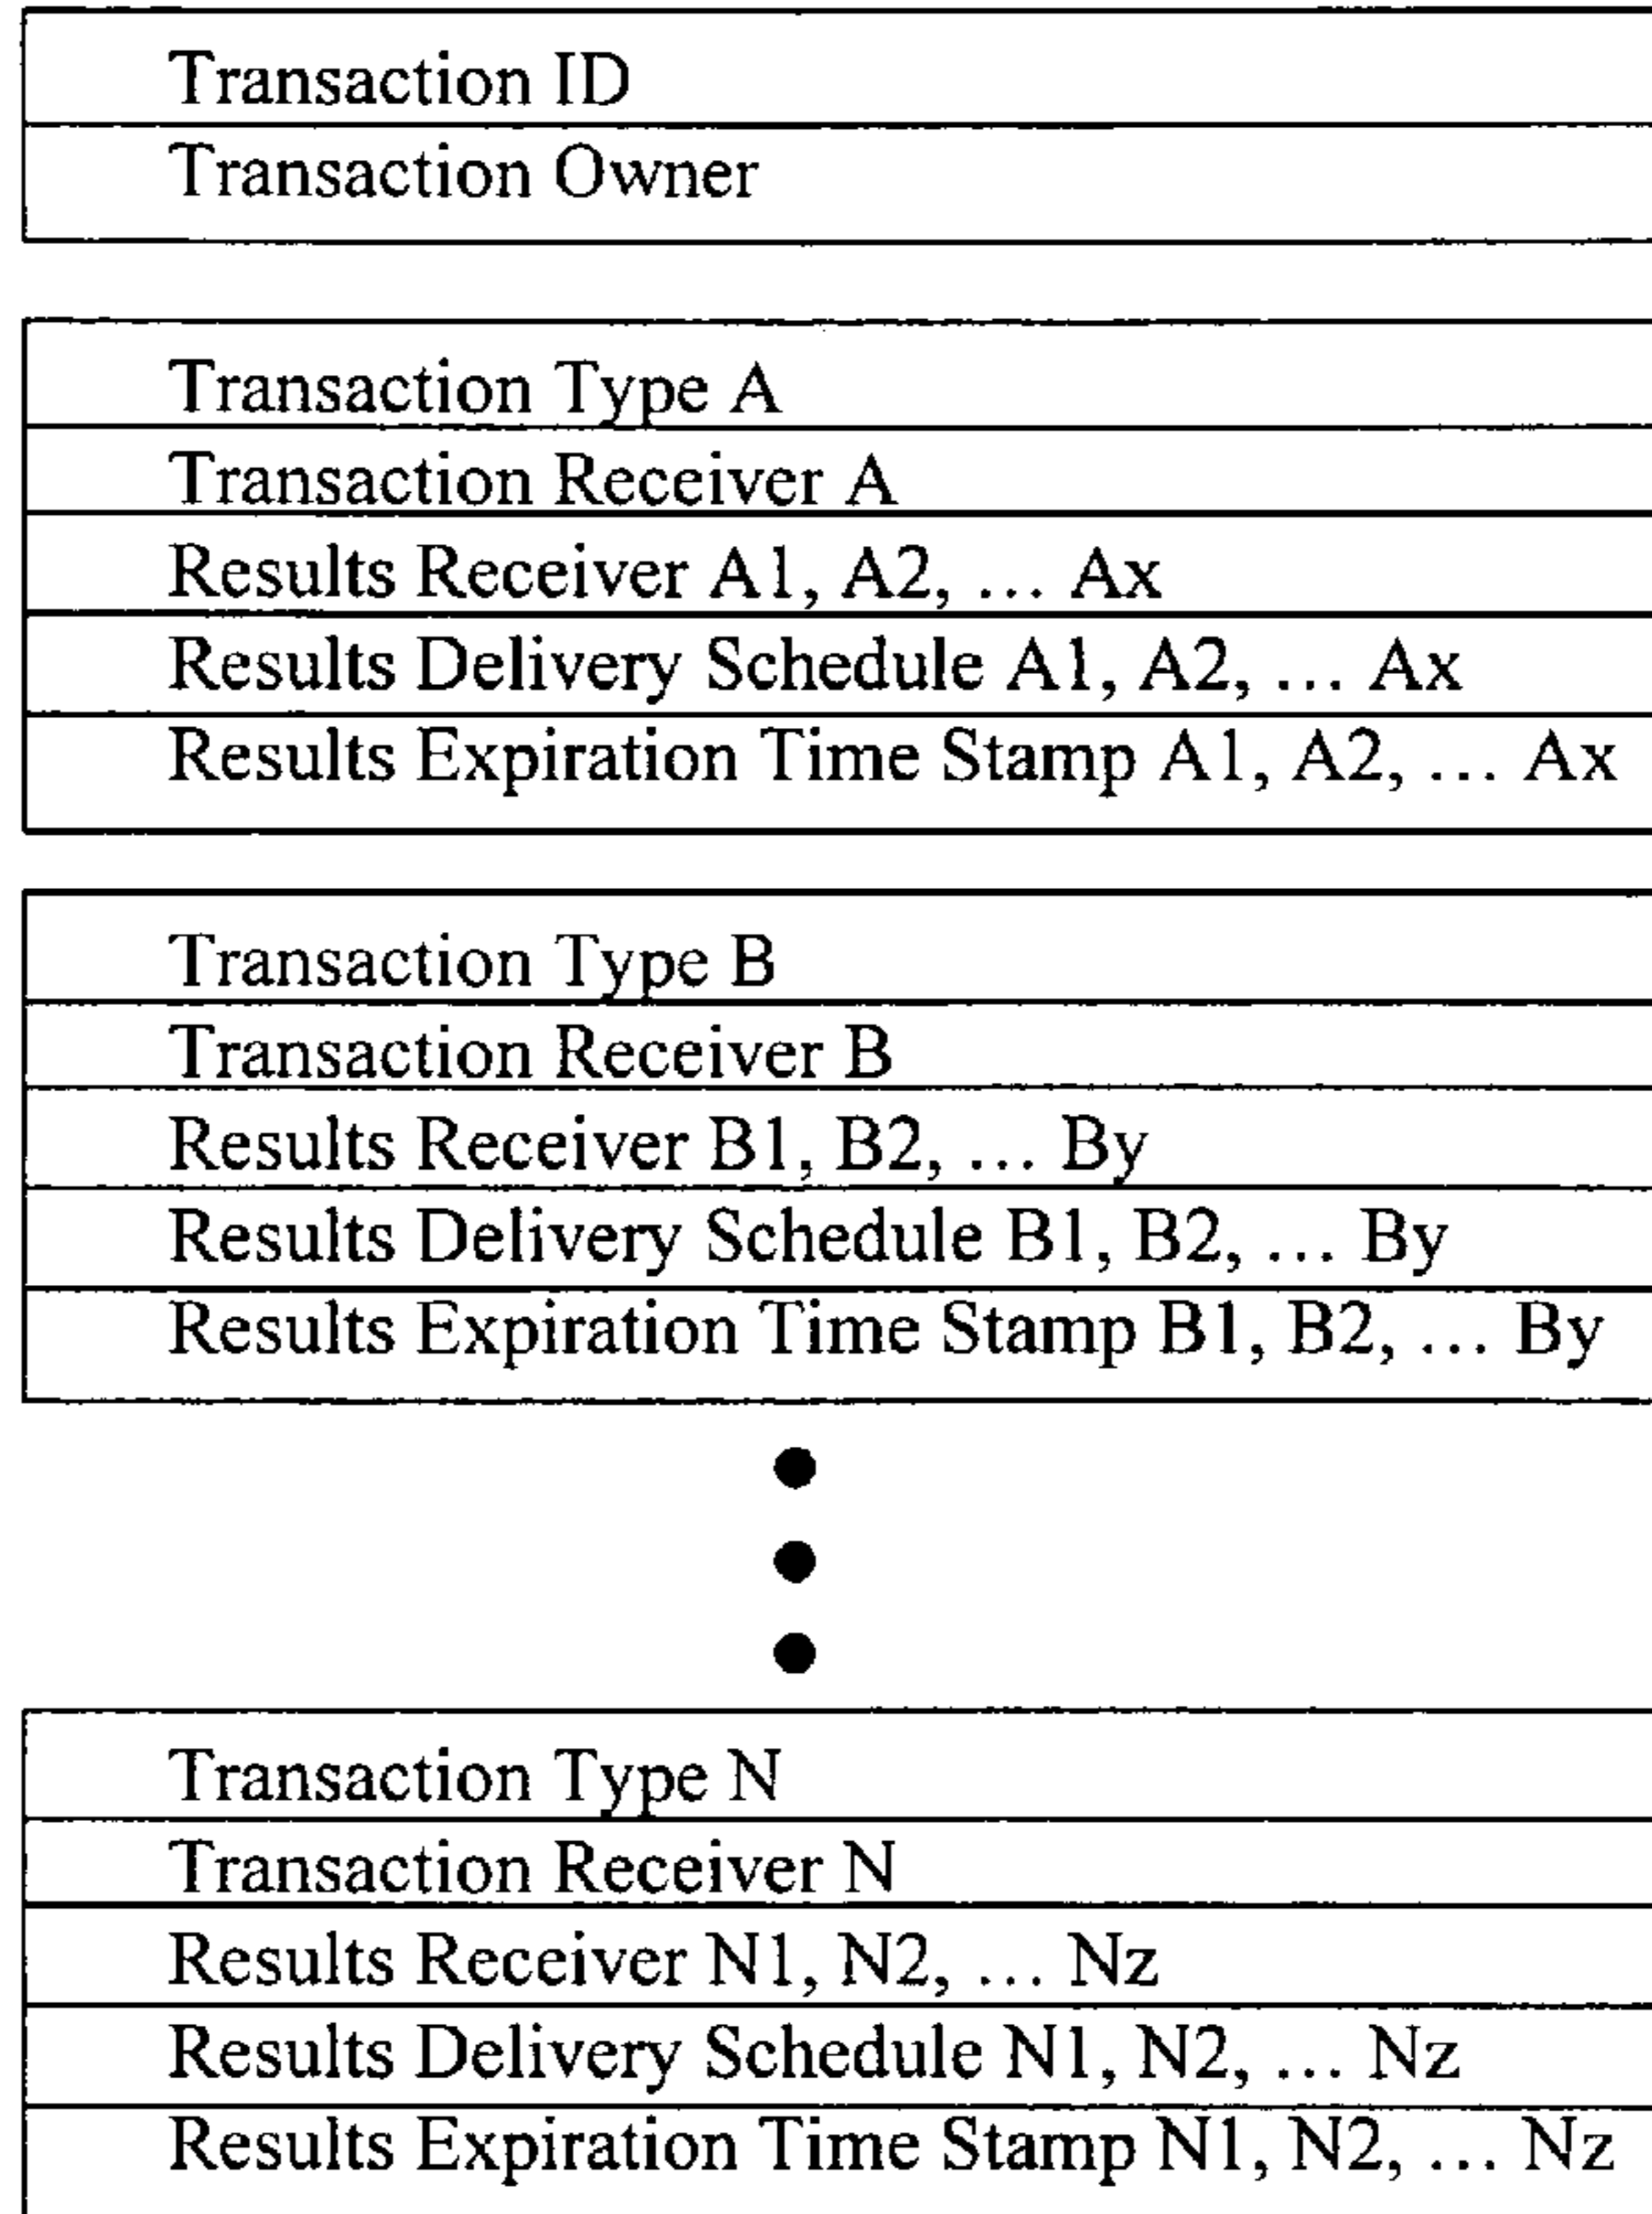 Transaction ID
Transaction Owner
Transaction Type A
Transaction Receiver A
Results Receiver A1, A2, ... Ax
Results Delivery Schedule A1, A2, ... Ax
Results Expiration Time Stamp A1, A2, ... Ax
Transaction Type B
Transaction Receiver B
Results Receiver B1, B2, ... By
Results Delivery Schedule B1, B2, ... By
Results Expiration Time Stamp B1, B2, ... By
Transaction Type N
Transaction Receiver N
Results Receiver N1, N2, ... Nz
Results Delivery Schedule N1, N2, ... Nz
Results Expiration Time Stamp N1, N2, ... Nz